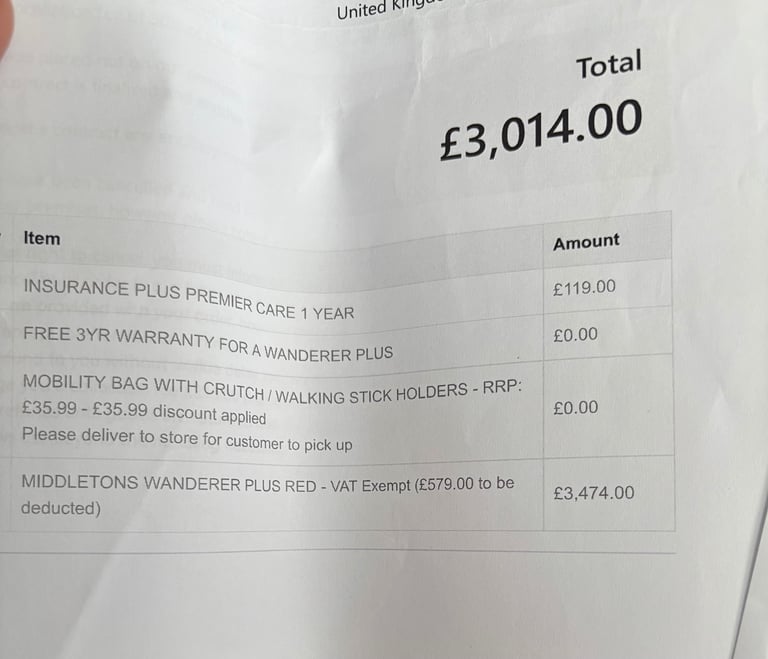 United
Total
£3,014.00
Item Amount
INSURANCE PLUS PREMIER CARE 1 YEAR £119.00
FREE 3YR WARRANTY FOR A WANDERER PLUS £0.00
MOBILITY BAG WITH CRUTCH / WALKING STICK HOLDERS - RRP:
£35.99 - £35.99 discount applied £0.00
Please deliver to store for customer to pick up
MIDDLETONS WANDERER PLUS RED - VAT Exempt (£579.00 to be £3,474.00
deducted)